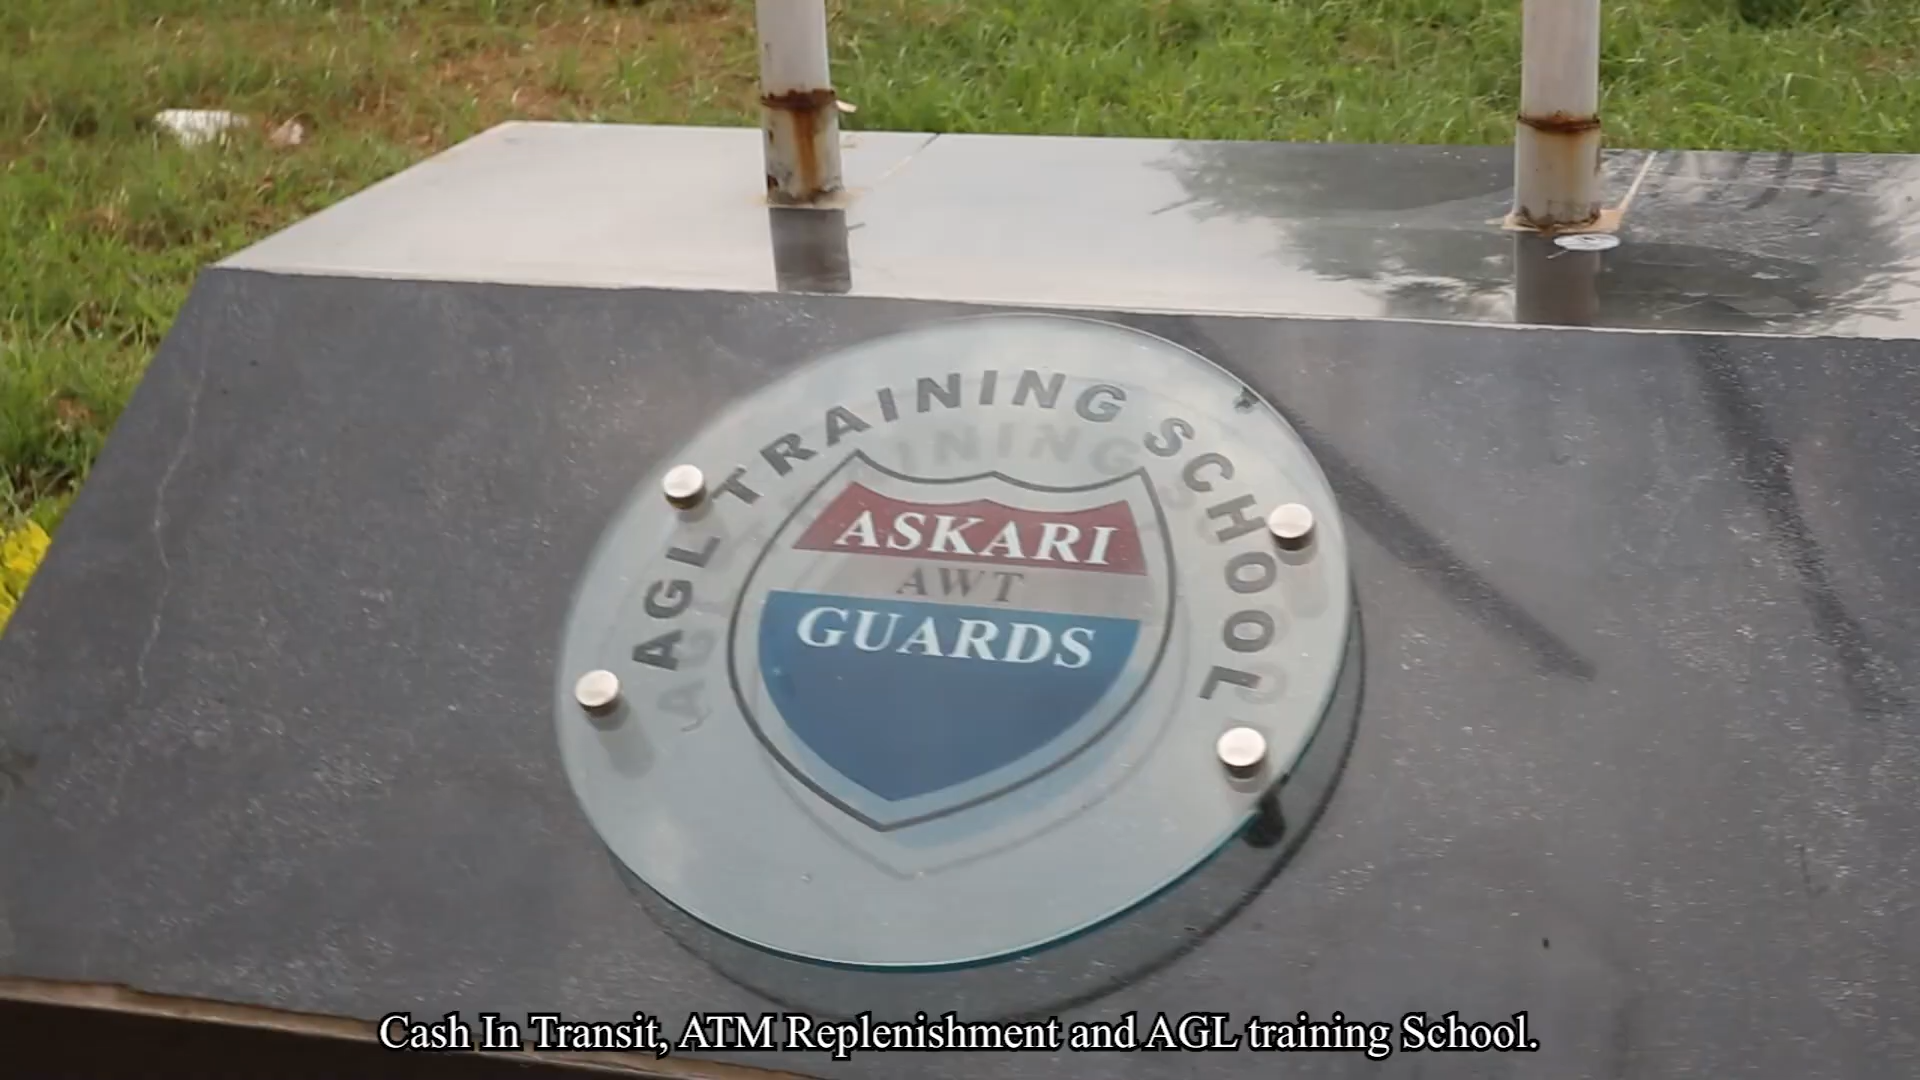 AGL TRAINING SCHOOL
ASKARI
AWT
GUARDS
Cash In Transit, ATM Replenishment and AGL training School.